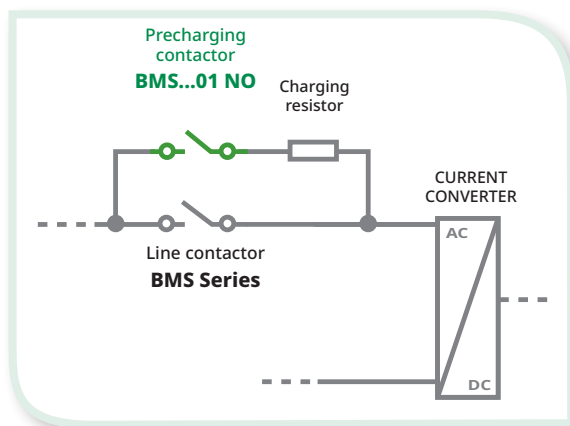 Precharging
contactor
BMS...01 NO
Charging
resistor
CURRENT
CONVERTER
AC
Line contactor
BMS Series
DC